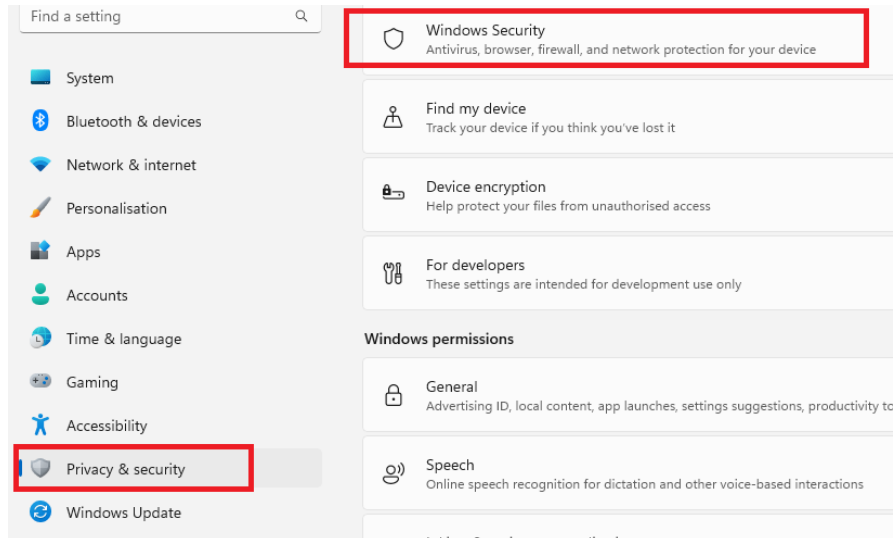 Find a setting
System
Bluetooth & devices
Network & internet
Personalisation
Apps
Accounts
Time & language
Gaming
Accessibility
Privacy & security
Windows Update
Windows Security
Antivirus, browser, firewall, and network protection for your device
Find my device
Track your device if you think you've lost it
Device encryption
Help protect your files from unauthorised access
For developers
These settings are intended for development use only
Windows permissions
General
Advertising ID, local content, app launches, settings suggestions, productivity to
Speech
Online speech recognition for dictation and other voice-based interactions